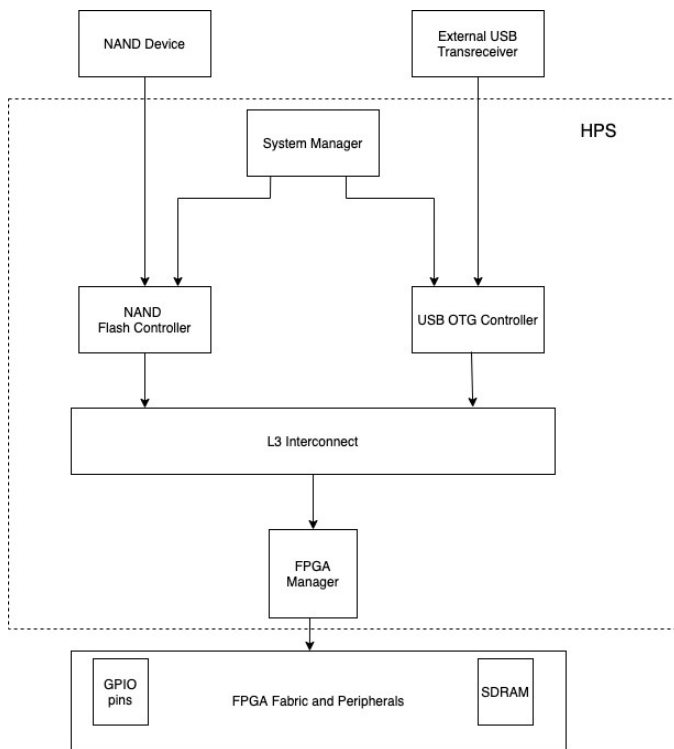 NAND Device
External USB
Transreceiver
HPS
System Manager
NAND
Flash Controller
USB OTG Controller
L3 Interconnect
FPGA
Manager
GPIO
pins
FPGA Fabric and Peripherals
SDRAM